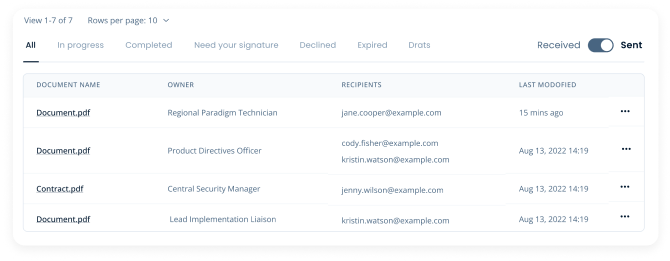 View 1-7 of 7 Rows per page: 10
All In progress Completed Need your signature Declined Expired Drats Received Sent
DOCUMENT NAME OWNER RECIPIENTS LAST MODOFIED
Document.pdf Regional Paradigm Technician jane.cooper@example.com 15 mins ago
cody.fisher@example.com
Document.pdf Product Directives Officer Aug 13, 2022 14:19
kristin.watson@example.com
Contract.pdf Central Security Manager jenny.wilson@example.com Aug 13, 2022 14:19
Document.pdf Lead Implementation Liaison kristin.watson@example.com Aug 13, 2022 14:19